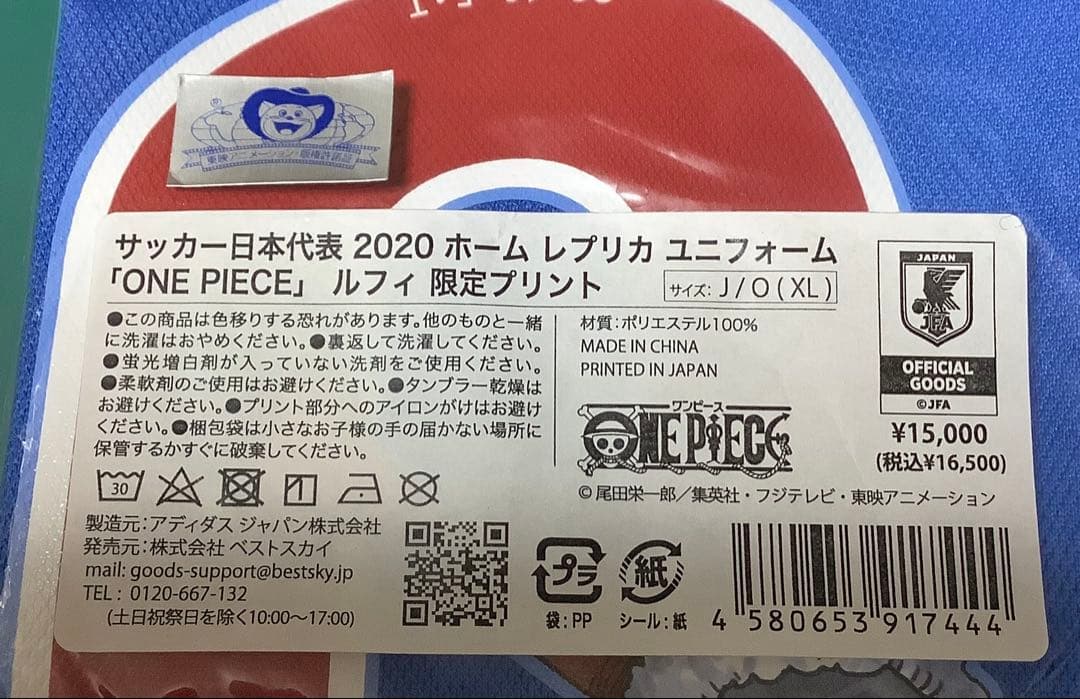 東映アニメーション・版権許諾証
サッカー日本代表 2020 ホーム レプリカ ユニフォーム
「ONE PIECE」 ルフィ 限定プリント
サイズ: J/O(XL)
●この商品は色移りする恐れがあります。他のものと一緒
に洗濯はおやめください。●裏返して洗濯してください。
●蛍光増白剤が入っていない洗剤をご使用ください。
●柔軟剤のご使用はお避けください。●タンブラー乾燥は
お避けください。●プリント部分へのアイロンがけはお避け
ください。●梱包袋は小さなお子様の手の届かない場所に
保管するかすぐに破棄してください。
30
製造元:アディダス ジャパン株式会社
発売元:株式会社 ベストスカイ
mail: goods-support@bestsky.jp
TEL : 0120-667-132
(土日祝祭日を除く10:00〜17:00)
材質:ポリエステル100%
MADE IN CHINA
PRINTED IN JAPAN
ワンピース
ONE PIECE
©尾田栄一郎/集英社・フジテレビ・東映アニメーション
JAPAN
JFA
OFFICIAL
GOODS
©JFA
¥15,000
(税込¥16,500)
プラ
袋:PP
紙
シール:紙
4 580653 917444